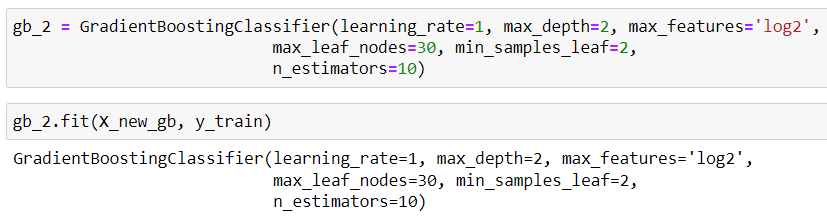 gb_2 = GradientBoostingClassifier(learning_rate=1, max_depth=2, max_features='log2',
max_leaf_nodes=30, min_samples_leaf=2,
n_estimators=10)
gb_2.fit(X_new_gb, y_train)
GradientBoostingClassifier(learning_rate=1, max_depth=2, max_features='log2',
max_leaf_nodes=30, min_samples_leaf=2,
n_estimators=10)